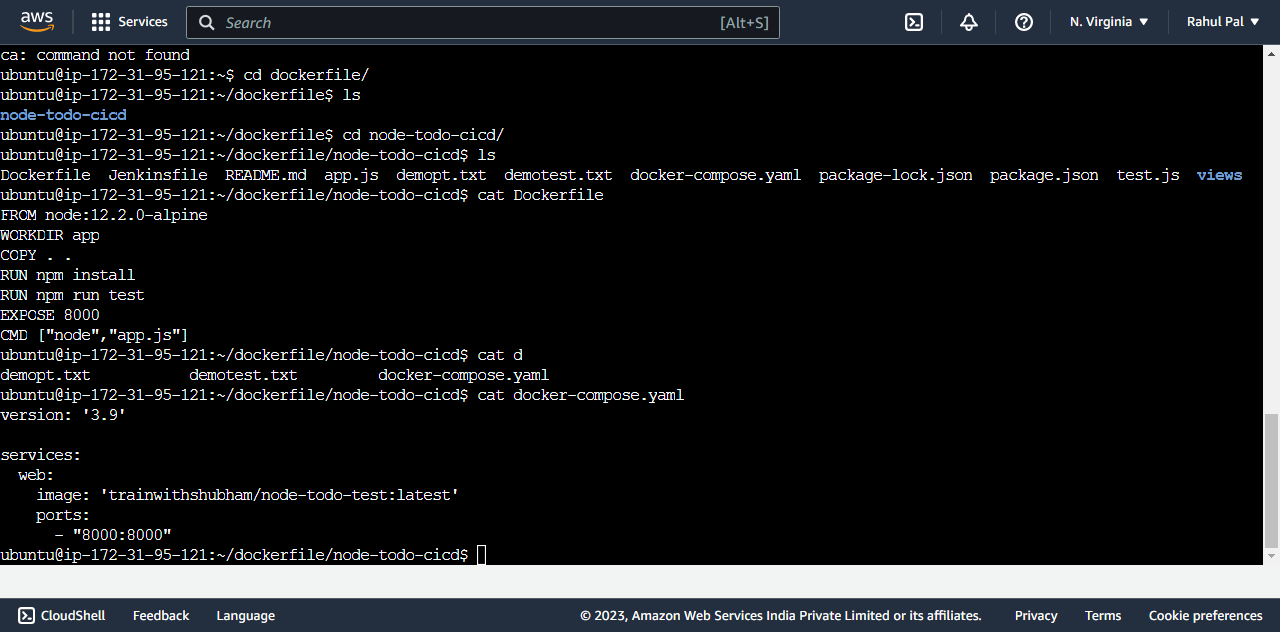 aws Services Search [Alt+S] N. Virginia Rahul Pal
ca: command not found
ubuntu@ip-172-31-95-121:~$ cd dockerfile/
ubuntu@ip-172-31-95-121:~/dockerfile$ ls
node-todo-cicd
ubuntu@ip-172-31-95-121:~/dockerfile$ cd node-todo-cicd/
ubuntu@ip-172-31-95-121:~/dockerfile/node-todo-cicd$ ls
Dockerfile  Jenkinsfile  README.md  app.js  demopt.txt  demotest.txt  docker-compose.yaml  package-lock.json  package.json  test.js  views
ubuntu@ip-172-31-95-121:~/dockerfile/node-todo-cicd$ cat Dockerfile
FROM node:12.2.0-alpine
WORKDIR app
COPY . .
RUN npm install
RUN npm run test
EXPOSE 8000
CMD ["node","app.js"]
ubuntu@ip-172-31-95-121:~/dockerfile/node-todo-cicd$ cat d
demopt.txt           demotest.txt         docker-compose.yaml
ubuntu@ip-172-31-95-121:~/dockerfile/node-todo-cicd$ cat docker-compose.yaml
version: '3.9'
services:
  web:
    image: 'trainwithshubham/node-todo-test:latest'
    ports:
      - "8000:8000"
ubuntu@ip-172-31-95-121:~/dockerfile/node-todo-cicd$
CloudShell Feedback Language © 2023, Amazon Web Services India Private Limited or its affiliates. Privacy Terms Cookie preferences